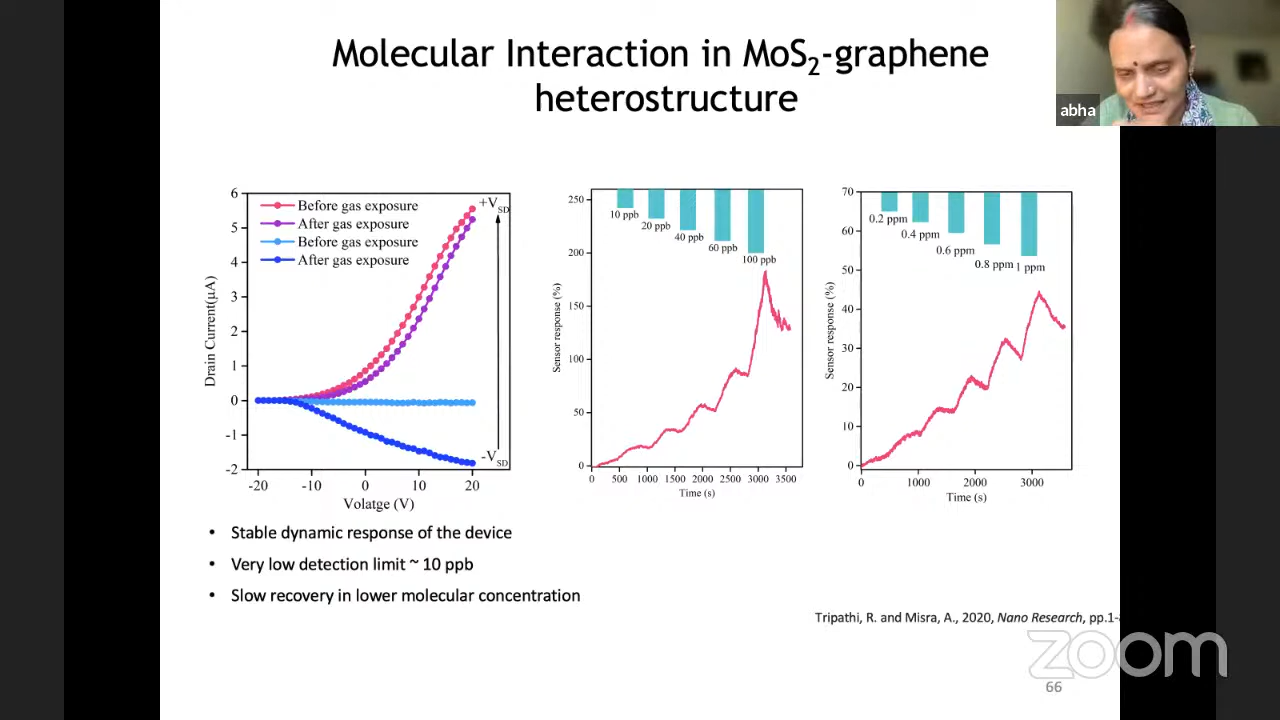 Molecular Interaction in MoS2-graphene
heterostructure
abha
6
5
4
3
2
1
0
-1
-2
-20
-10
0
10
20
Drain Current(μA)
Volatge (V)
Before gas exposure
After gas exposure
Before gas exposure
After gas exposure
+VSD
-VSD
250
200
150
100
50
0
0
500
1000
1500
2000
2500
3000
3500
Sensor response (%)
Time (s)
10 ppb
20 ppb
40 ppb
60 ppb
100 ppb
70
60
50
40
30
20
10
0
0
1000
2000
3000
Sensor response (%)
Time (s)
0.2 ppm
0.4 ppm
0.6 ppm
0.8 ppm
1 ppm
• Stable dynamic response of the device
• Very low detection limit ~ 10 ppb
• Slow recovery in lower molecular concentration
Tripathi, R. and Misra, A., 2020, Nano Research, pp.1-
zoom
66